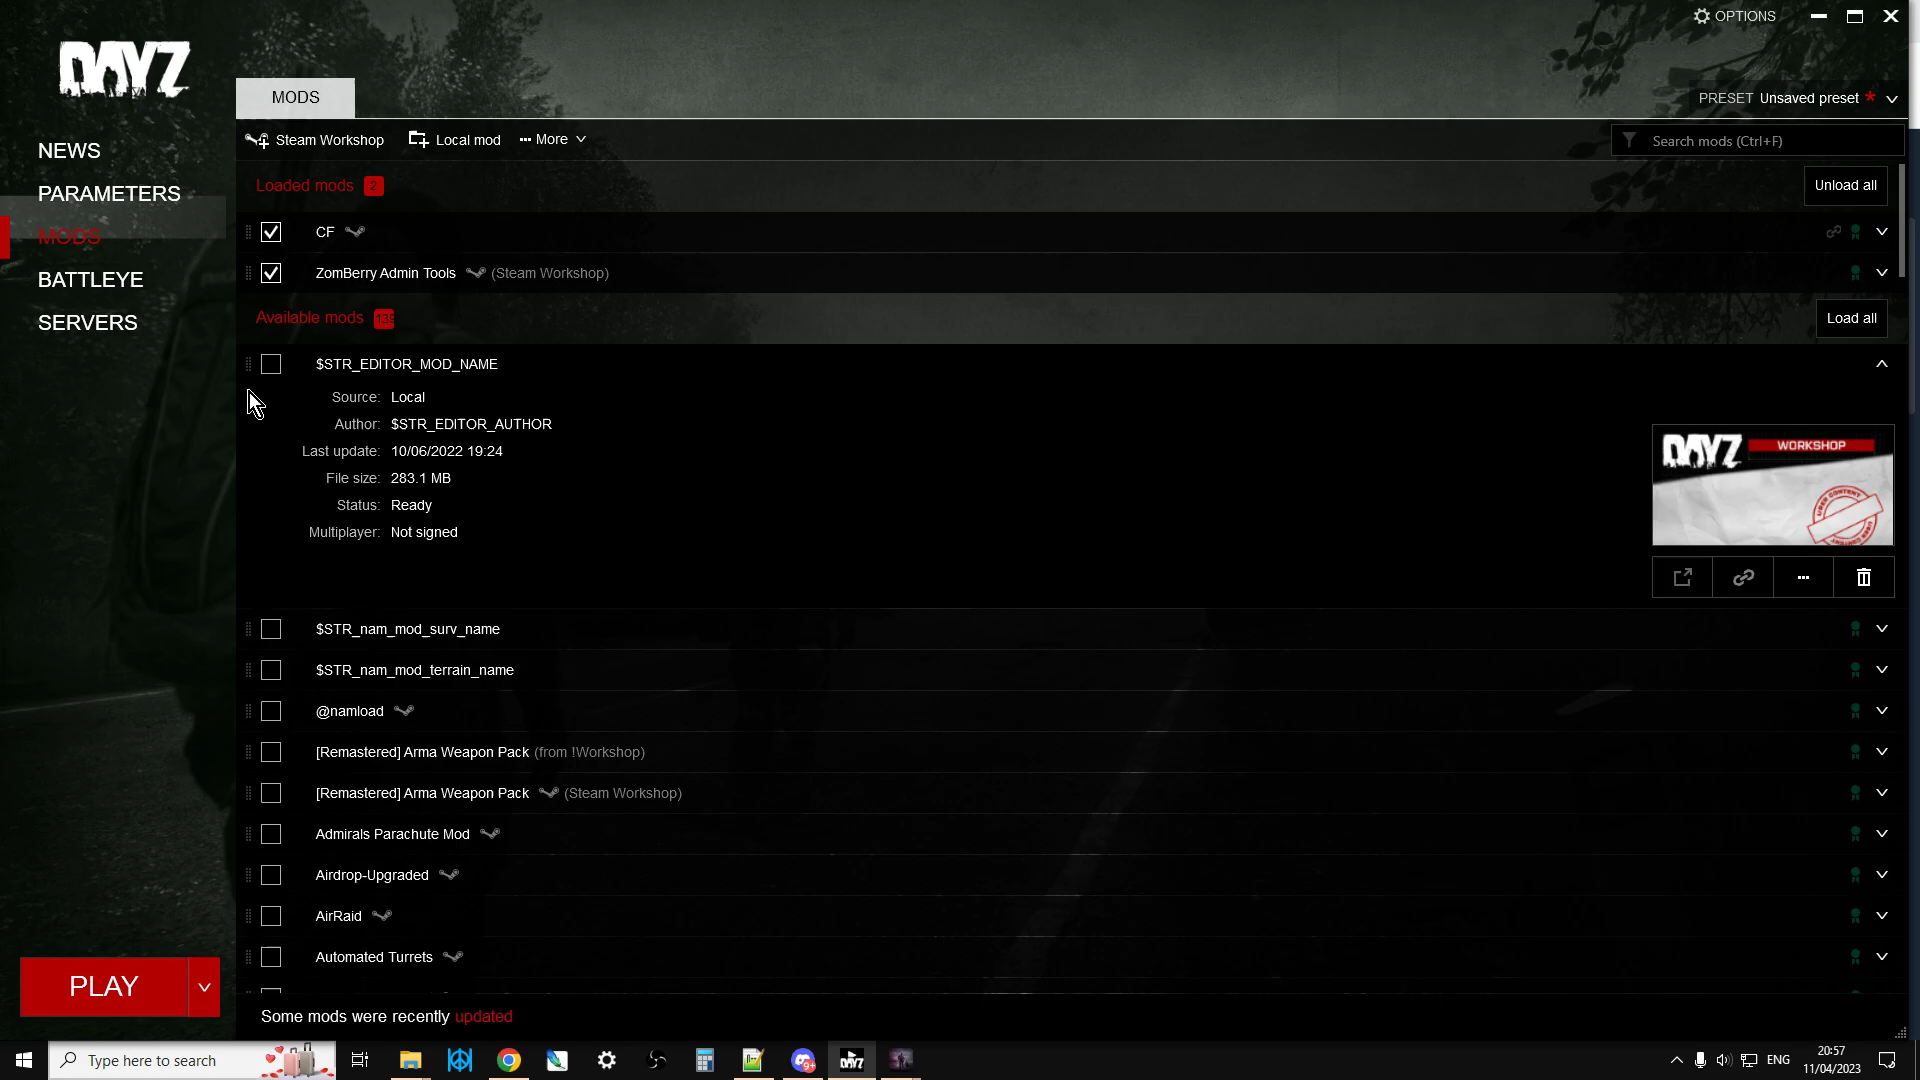 OPTIONS
DAYZ
MODS
PRESET Unsaved preset *
NEWS
PARAMETERS
MODS
BATTLEYE
SERVERS
Steam Workshop
Local mod
More
Search mods (Ctrl+F)
Loaded mods 2
Unload all
CF
ZomBerry Admin Tools (Steam Workshop)
Available mods 139
Load all
$STR_EDITOR_MOD_NAME
Source: Local
Author: $STR_EDITOR_AUTHOR
Last update: 10/06/2022 19:24
File size: 283.1 MB
Status: Ready
Multiplayer: Not signed
DAYZ WORKSHOP
USER CONTENT
$STR_nam_mod_surv_name
$STR_nam_mod_terrain_name
@namload
[Remastered] Arma Weapon Pack (from !Workshop)
[Remastered] Arma Weapon Pack (Steam Workshop)
Admirals Parachute Mod
Airdrop-Upgraded
AirRaid
Automated Turrets
PLAY
Some mods were recently updated
Type here to search
9+
DAYZ
ENG
20:57
11/04/2023